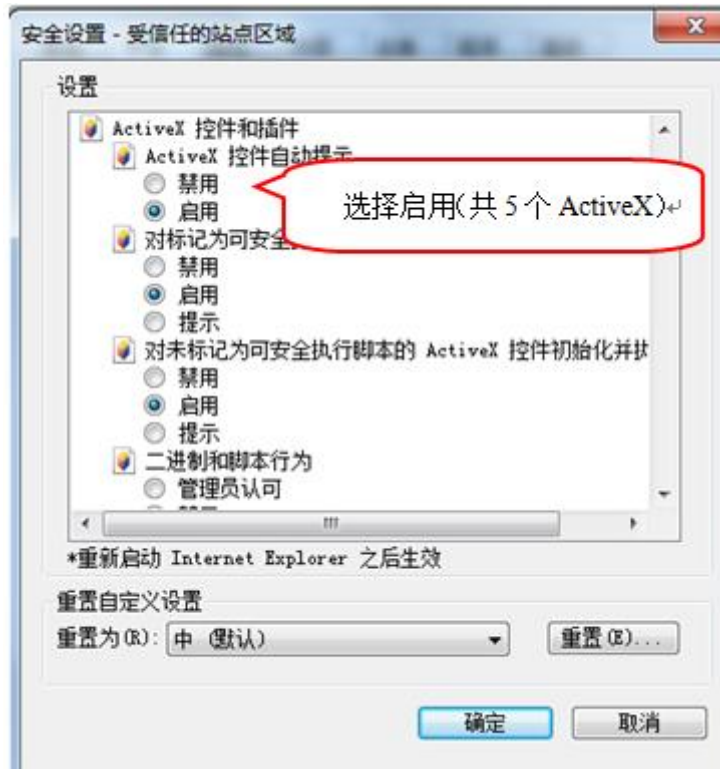 安全设置 - 受信任的站点区域
设置
ActiveX 控件和插件
ActiveX 控件自动提示
禁用
启用
选择启用(共 5 个 ActiveX)
对标记为可安全
禁用
启用
提示
对未标记为可安全执行脚本的 ActiveX 控件初始化并执
禁用
启用
提示
二进制和脚本行为
管理员认可
*重新启动 Internet Explorer 之后生效
重置自定义设置
重置为(R): 中 (默认)
重置(E)...
确定
取消